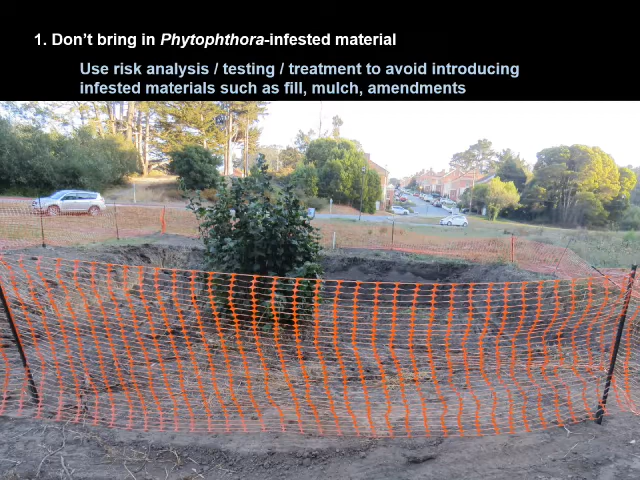 1. Don't bring in Phytophthora-infested material
Use risk analysis / testing / treatment to avoid introducing
infested materials such as fill, mulch, amendments